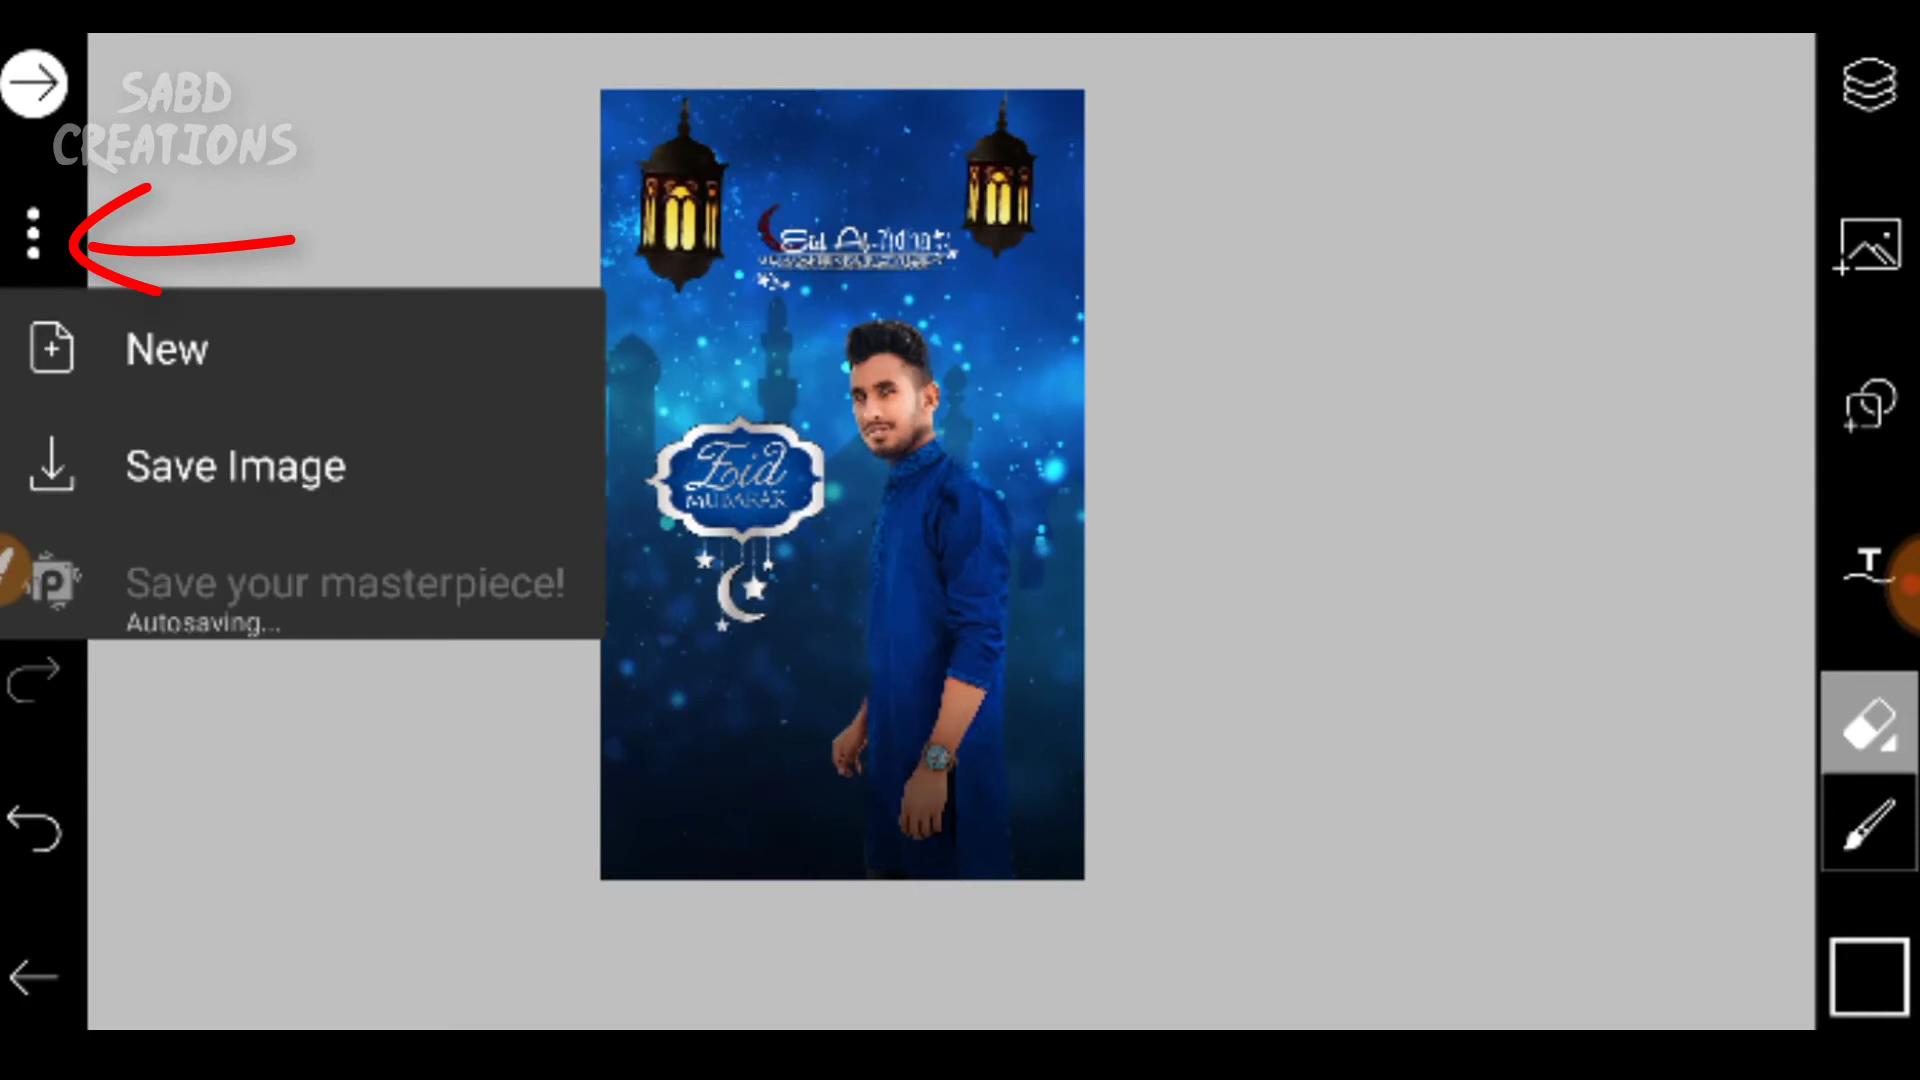 SABD
CREATIONS
New
Save Image
Save your masterpiece!
Autosaving...
Eid
MUBARAK